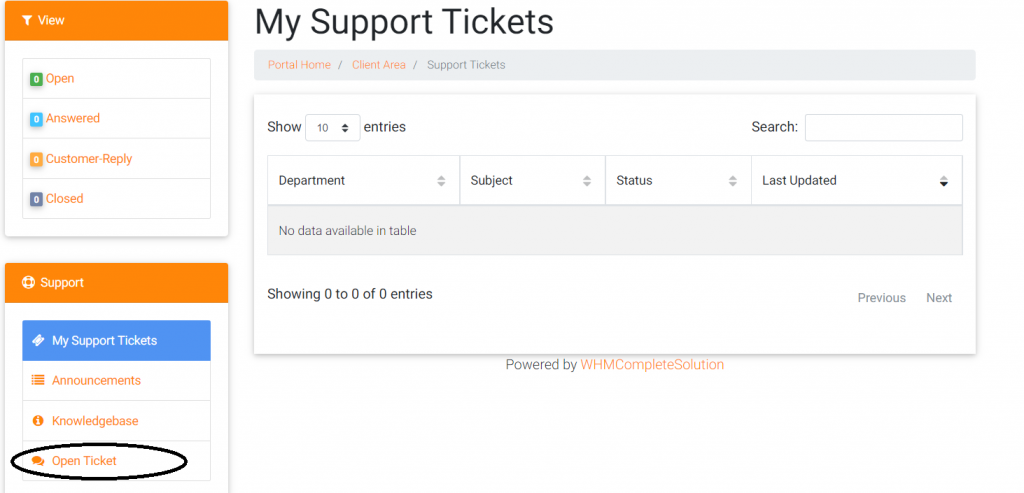 View
0 Open
0 Answered
0 Customer-Reply
0 Closed
Support
My Support Tickets
Announcements
Knowledgebase
Open Ticket
My Support Tickets
Portal Home / Client Area / Support Tickets
Show 10 entries Search:
Department Subject Status Last Updated
No data available in table
Showing 0 to 0 of 0 entries Previous Next
Powered by WHMCompleteSolution